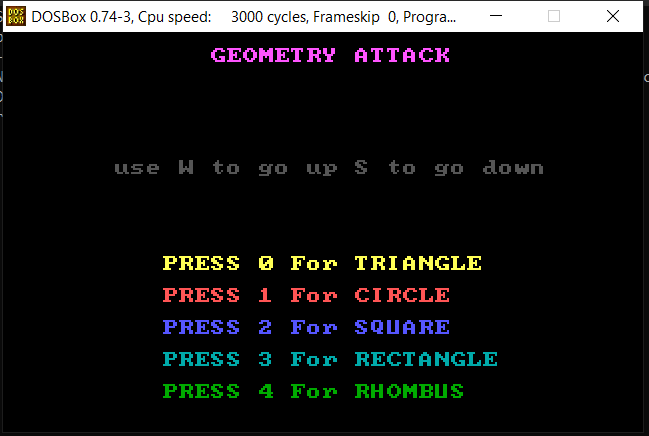 DOSBox 0.74-3, Cpu speed: 3000 cycles, Frameskip 0, Progra...
GEOMETRY ATTACK
use W to go up S to go down
PRESS 0 For TRIANGLE
PRESS 1 For CIRCLE
PRESS 2 For SQUARE
PRESS 3 For RECTANGLE
PRESS 4 For RHOMBUS